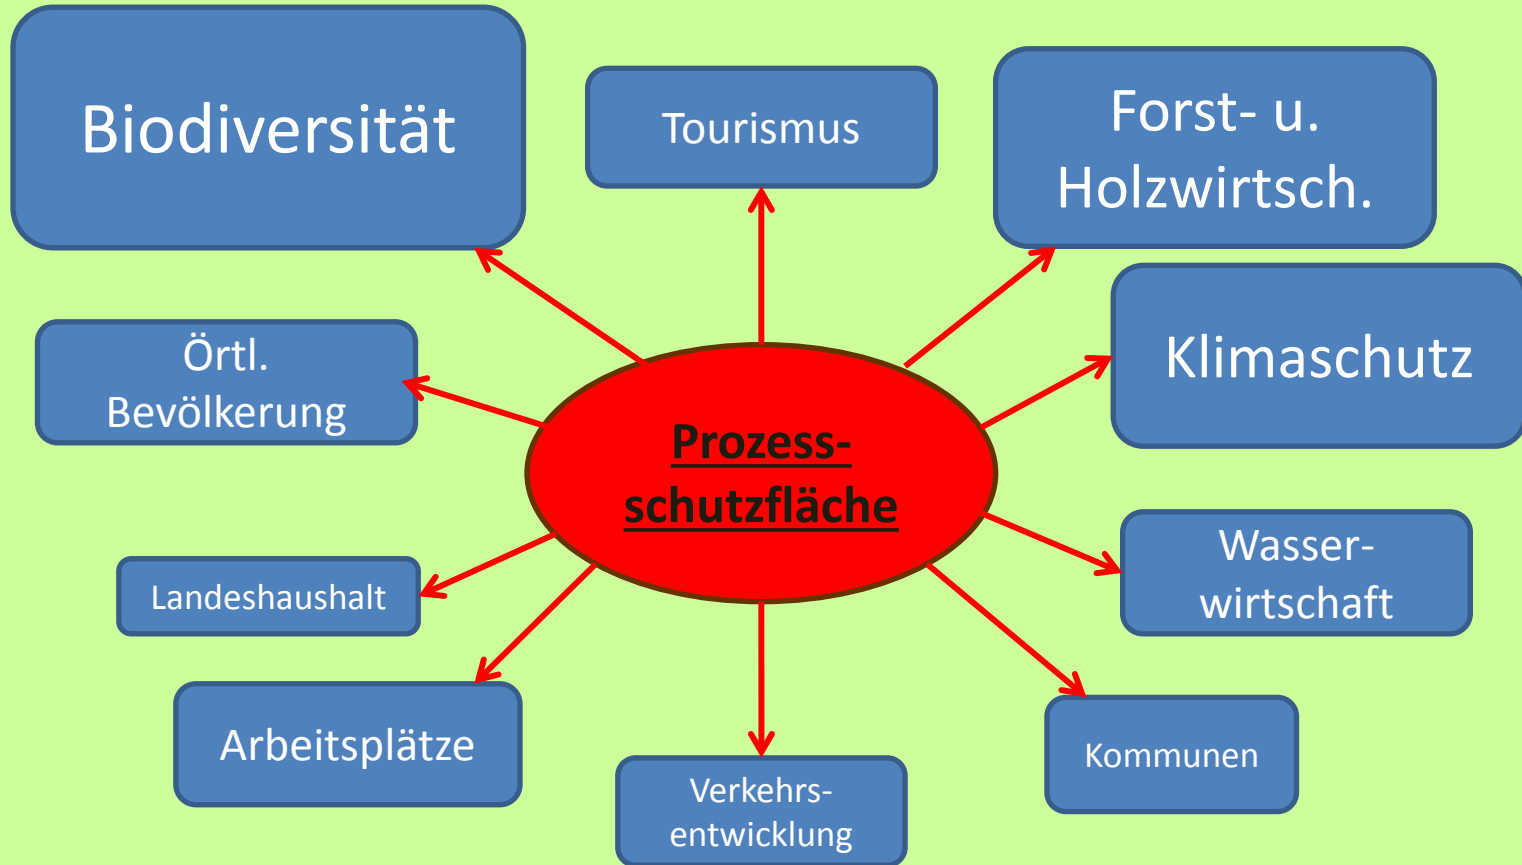 Biodiversität
Tourismus
Forst- u.
Holzwirtsch.
Örtl.
Bevölkerung
Klimaschutz
Prozess-
schutzfläche
Landeshaushalt
Wasser-
wirtschaft
Arbeitsplätze
Verkehrs-
entwicklung
Kommunen